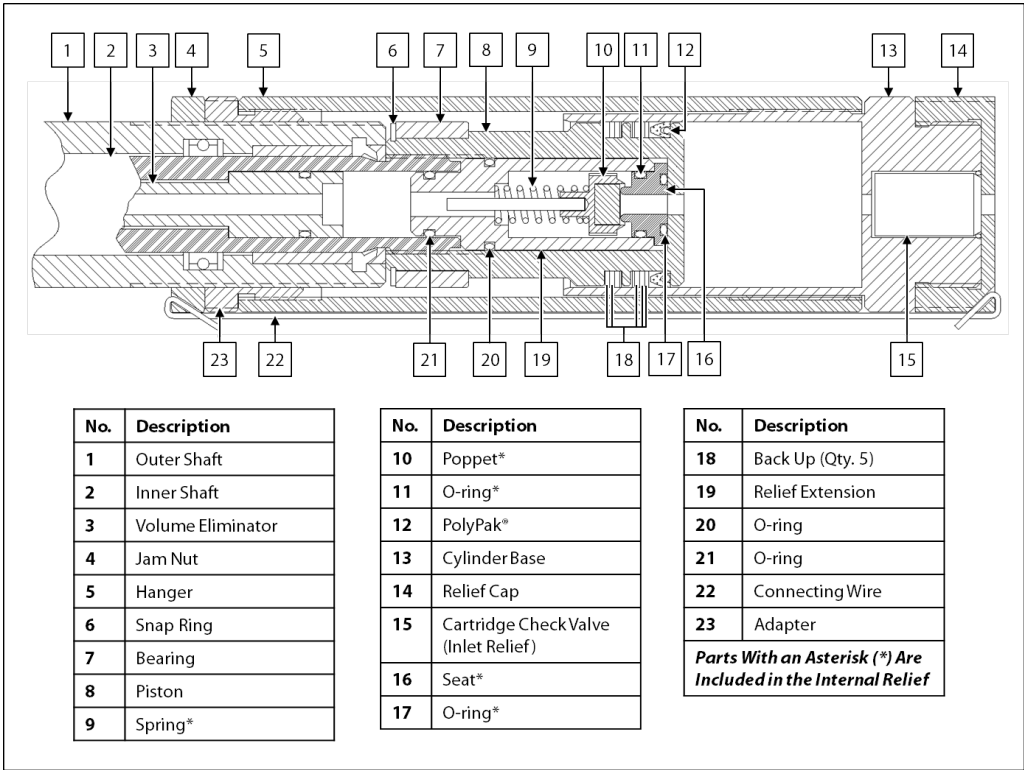 1 2 3 4 5 6 7 8 9 10 11 12 13 14
23 22 21 20 19 18 17 16 15
No. Description
1 Outer Shaft
2 Inner Shaft
3 Volume Eliminator
4 Jam Nut
5 Hanger
6 Snap Ring
7 Bearing
8 Piston
9 Spring*
No. Description
10 Poppet*
11 O-ring*
12 PolyPak®
13 Cylinder Base
14 Relief Cap
15 Cartridge Check Valve
(Inlet Relief)
16 Seat*
17 O-ring*
No. Description
18 Back Up (Qty. 5)
19 Relief Extension
20 O-ring
21 O-ring
22 Connecting Wire
23 Adapter
Parts With an Asterisk (*) Are
Included in the Internal Relief